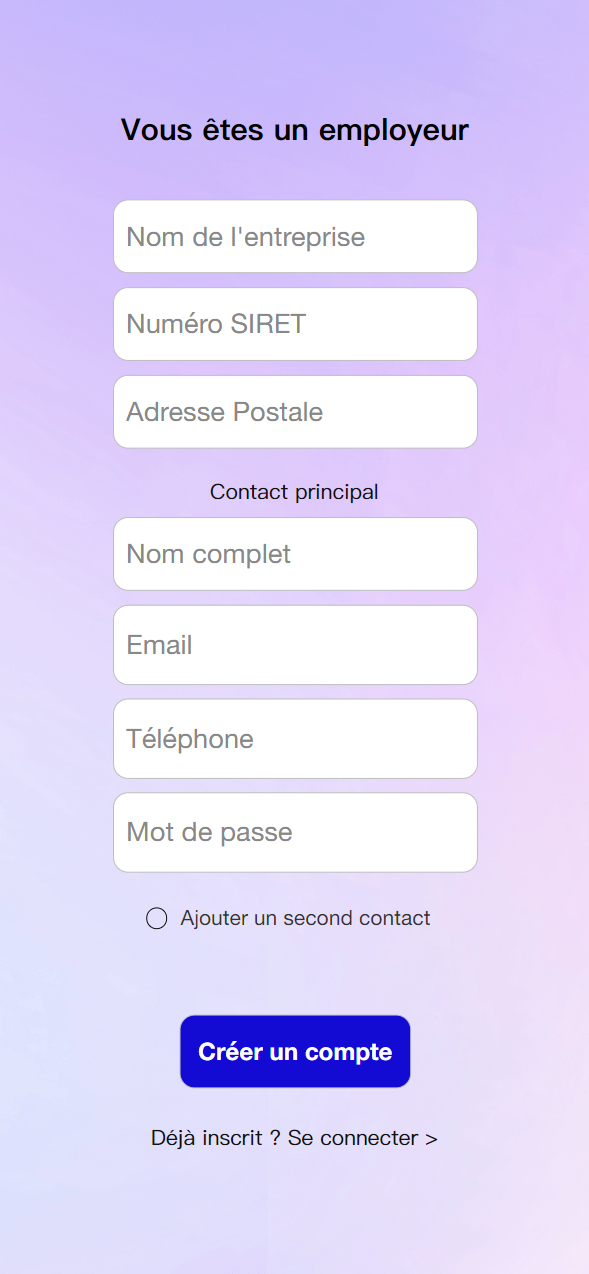 Vous êtes un employeur
Nom de l'entreprise
Numéro SIRET
Adresse Postale
Contact principal
Nom complet
Email
Téléphone
Mot de passe
Ajouter un second contact
Créer un compte
Déjà inscrit ? Se connecter >